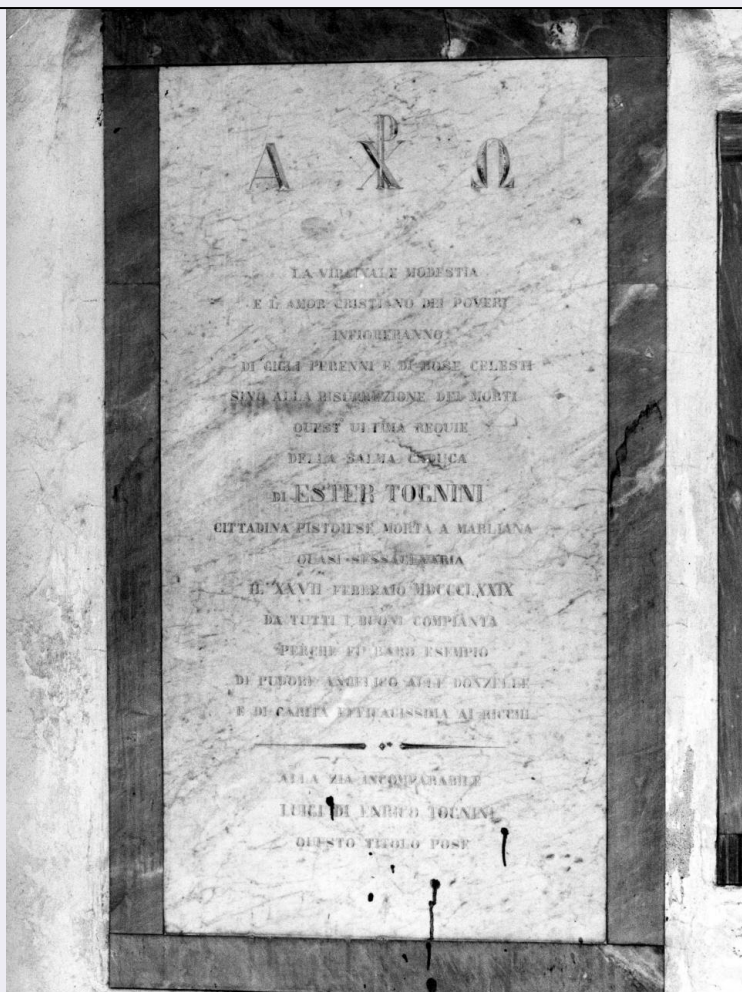 Α ☧ Ω
LA VIRGINALE MODESTIA
E L AMOR CRISTIANO DEI POVERI
INFIORERANNO
DI GIGLI PERENNI E DI ROSE CELESTI
SINO ALLA RISURREZIONE DEI MORTI
QUEST ULTIMA REQUIE
DELLA SALMA CADUCA
DI ESTER TOGNINI
CITTADINA PISTOIESE MORTA A MARLIANA
QUASI SESSAGENARIA
IL XXVII FEBBRAIO MDCCCLXXIX
DA TUTTI I BUONI COMPIANTA
PERCHÈ FU RARO ESEMPIO
DI PUDORE ANGELICO ALLE DONZELLE
E DI CARITÀ EFFICACISSIMA AI RICCHI
ALLA ZIA INCOMPARABILE
LUIGI DI ENRICO TOGNINI
QUESTO TITOLO POSE